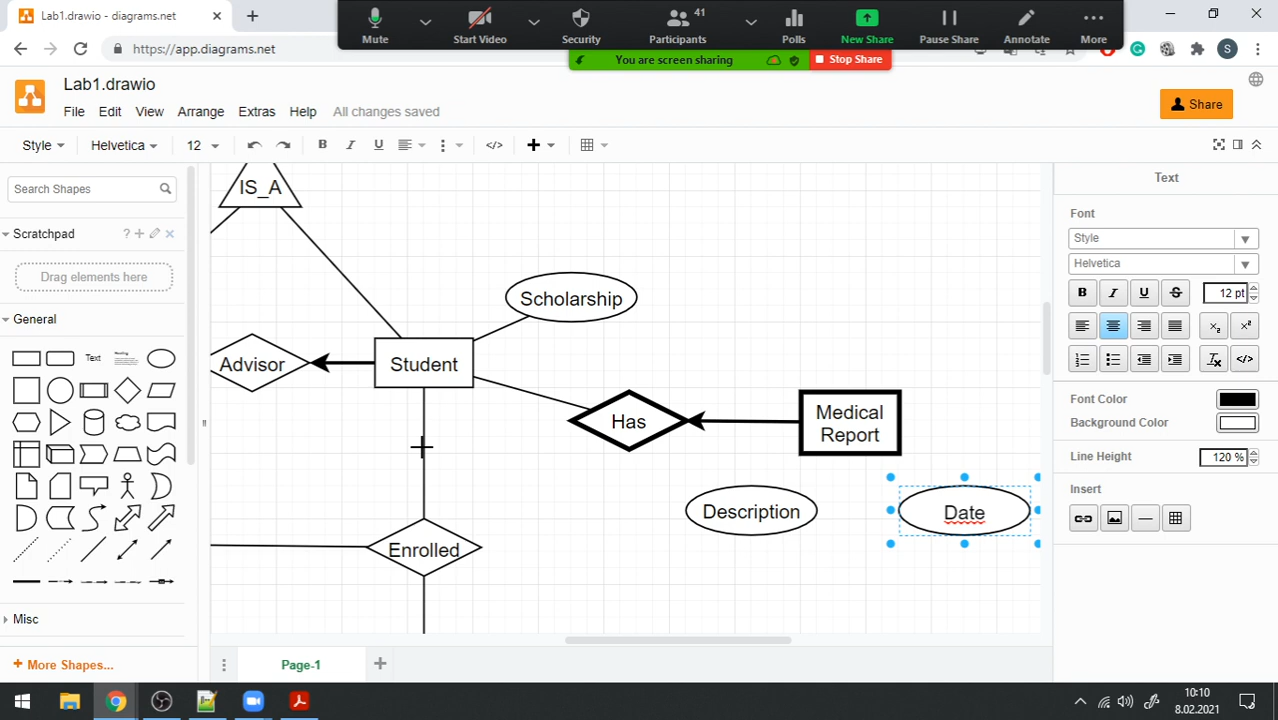 Lab1.drawio - diagrams.net
https://app.diagrams.net
Mute
Start Video
Security
41
Participants
Polls
New Share
Pause Share
Annotate
More
You are screen sharing
Stop Share
S
Lab1.drawio
File Edit View Arrange Extras Help All changes saved
Share
Style Helvetica 12 B I U
Search Shapes
Scratchpad
Drag elements here
General
Text
Heading
Misc
+ More Shapes...
IS_A
Scholarship
Advisor
Student
Has
Medical
Report
Description
Date
Enrolled
Page-1
Text
Font
Style
Helvetica
B I U S 12 pt
Font Color
Background Color
Line Height 120 %
Insert
10:10
8.02.2021